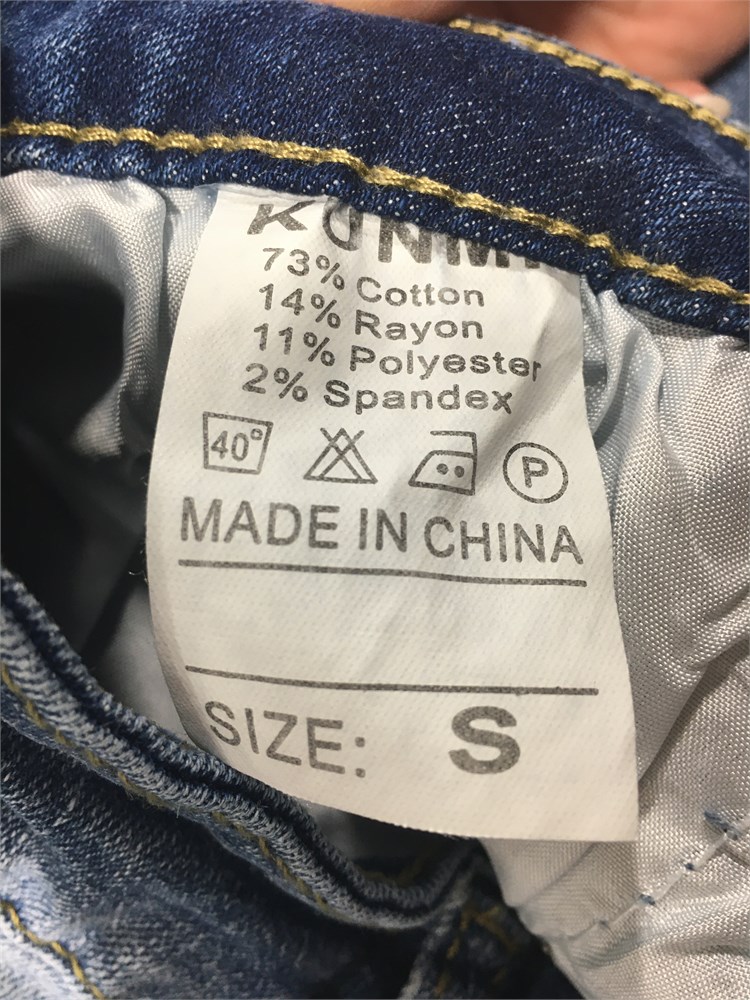 73% Cotton
14% Rayon
11% Polyester
2% Spandex
40° P
MADE IN CHINA
SIZE: S